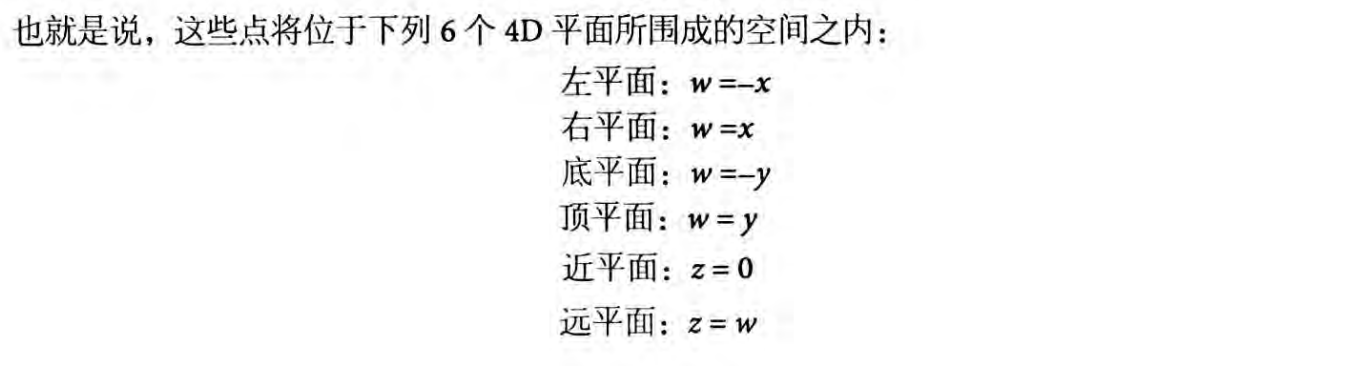 也就是说，这些点将位于下列 6 个 4D 平面所围成的空间之内：
左平面：w =–x
右平面：w =x
底平面：w =–y
顶平面：w = y
近平面：z = 0
远平面：z = w